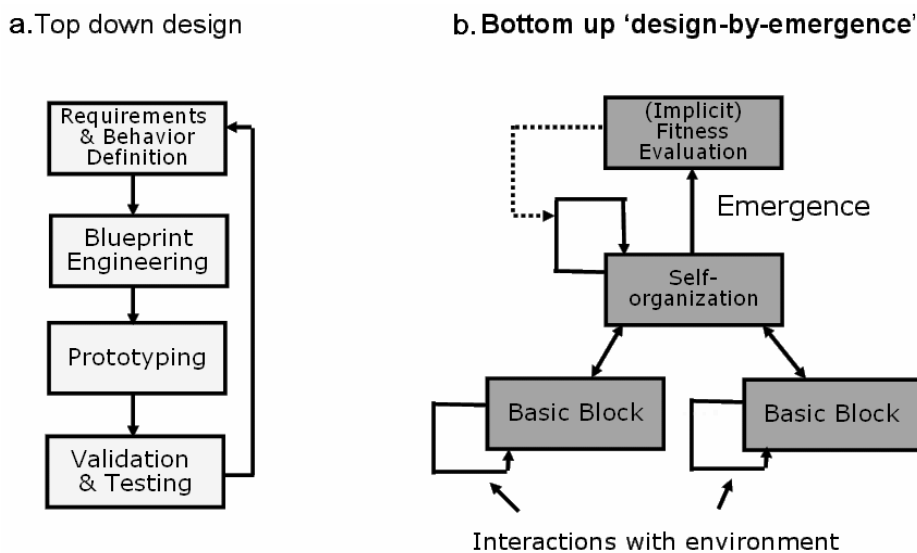 a.Top down design
Requirements
& Behavior
Definition
Blueprint
Engineering
Prototyping
Validation
& Testing
b. Bottom up ‘design-by-emergence’
(Implicit)
Fitness
Evaluation
Emergence
Self-
organization
Basic Block
Basic Block
Interactions with environment